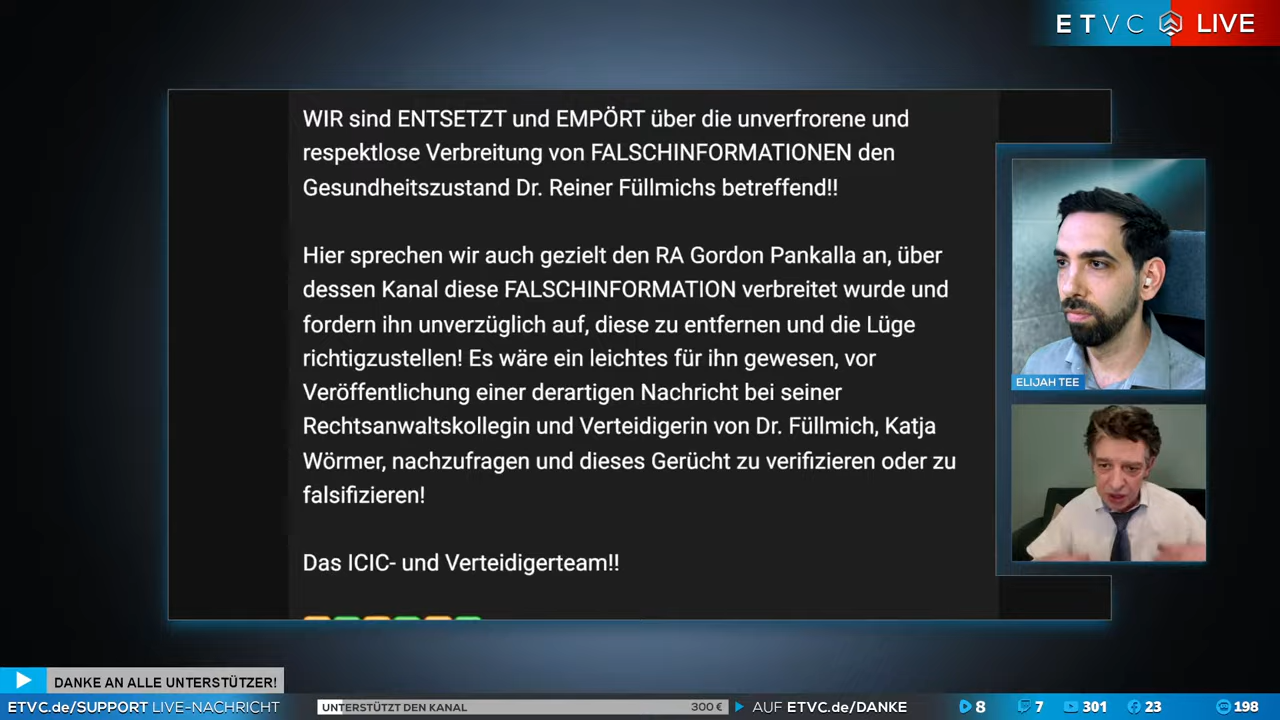 ETVC LIVE
WIR sind ENTSETZT und EMPÖRT über die unverfrorene und
respektlose Verbreitung von FALSCHINFORMATIONEN den
Gesundheitszustand Dr. Reiner Füllmichs betreffend!!
Hier sprechen wir auch gezielt den RA Gordon Pankalla an, über
dessen Kanal diese FALSCHINFORMATION verbreitet wurde und
fordern ihn unverzüglich auf, diese zu entfernen und die Lüge
richtigzustellen! Es wäre ein leichtes für ihn gewesen, vor
Veröffentlichung einer derartigen Nachricht bei seiner
Rechtsanwaltskollegin und Verteidigerin von Dr. Füllmich, Katja
Wörmer, nachzufragen und dieses Gerücht zu verifizieren oder zu
falsifizieren!
Das ICIC- und Verteidigerteam!!
ELIJAH TEE
DANKE AN ALLE UNTERSTÜTZER!
ETVC.de/SUPPORT LIVE-NACHRICHT
UNTERSTÜTZT DEN KANAL
300 €
AUF ETVC.de/DANKE
8
7
301
23
198